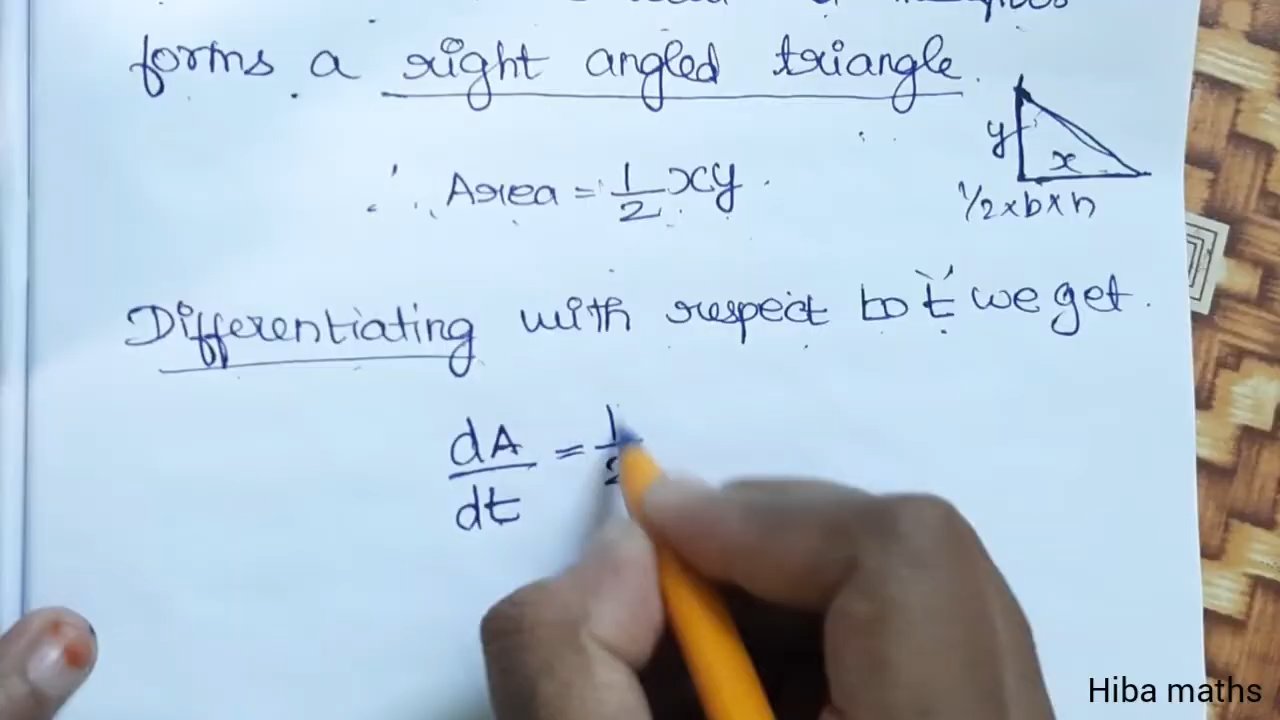 forms a right angled triangle.
y
x
∴ Area = 1/2 xy.
1/2 × b × h
Differentiating with respect to 't' we get.
dA/dt = 1/2
Hiba maths